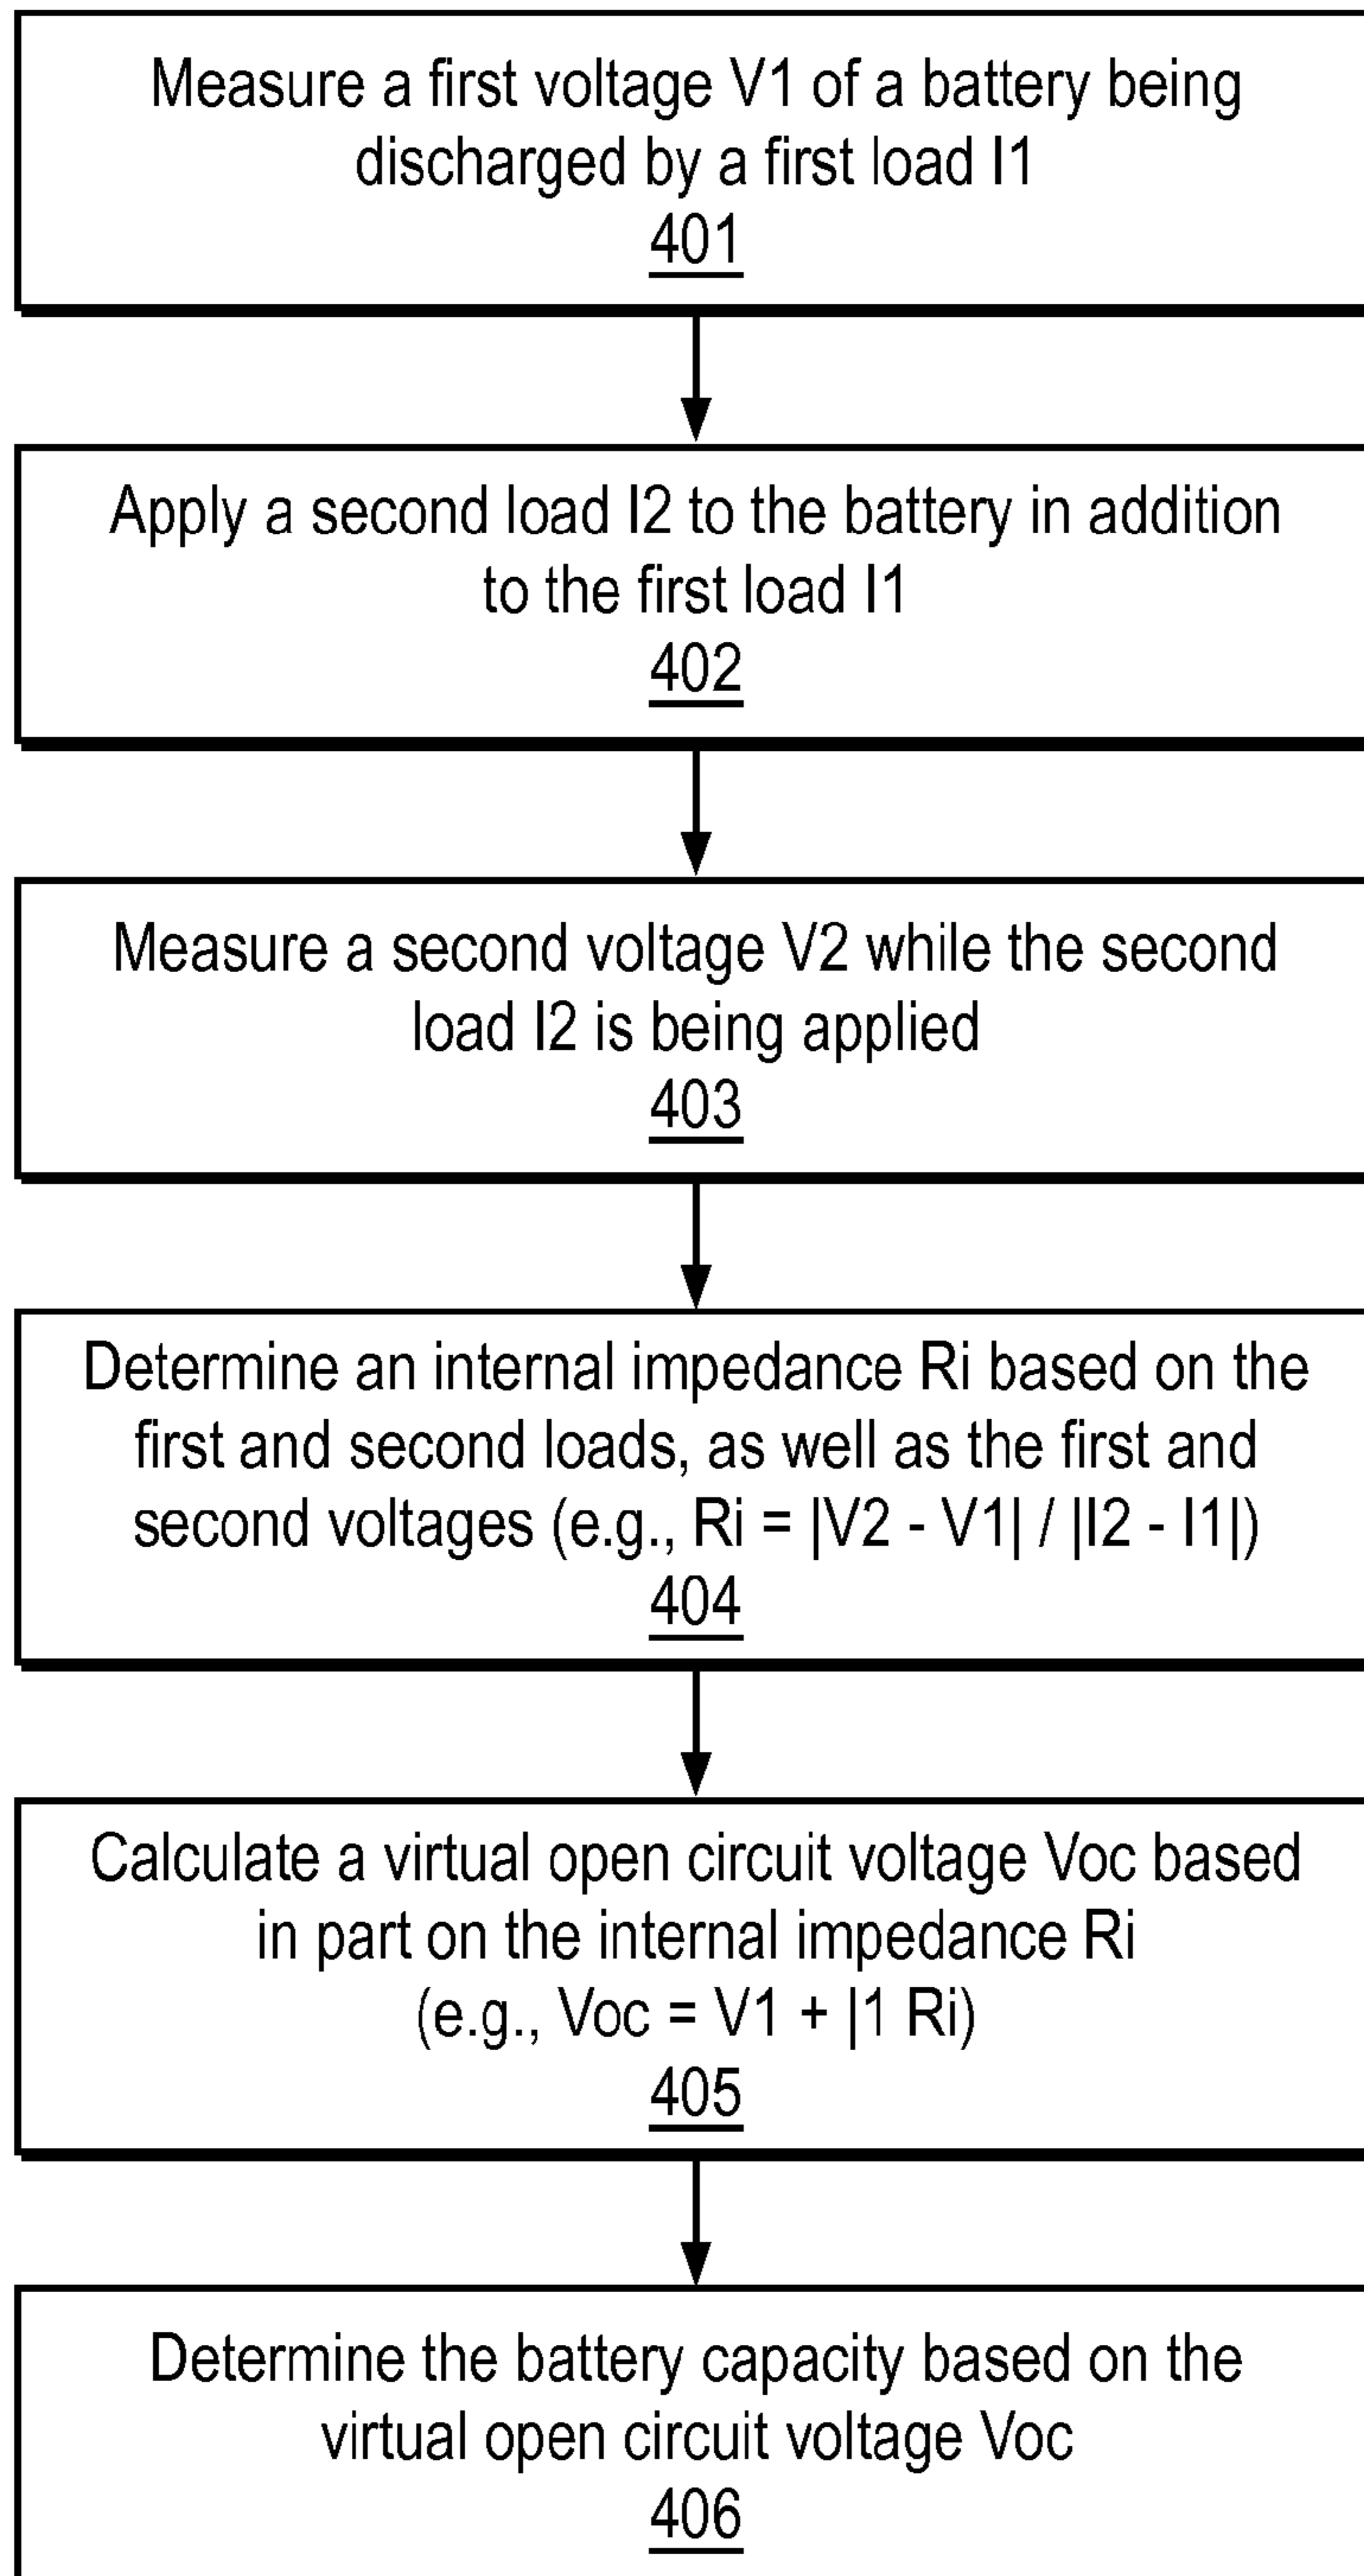 Measure a first voltage V1 of a battery being
discharged by a first load I1
401
Apply a second load I2 to the battery in addition
to the first load I1
402
Measure a second voltage V2 while the second
load I2 is being applied
403
Determine an internal impedance Ri based on the
first and second loads, as well as the first and
second voltages (e.g., Ri = |V2 - V1| / |I2 - I1|)
404
Calculate a virtual open circuit voltage Voc based
in part on the internal impedance Ri
(e.g., Voc = V1 + |1 Ri)
405
Determine the battery capacity based on the
virtual open circuit voltage Voc
406